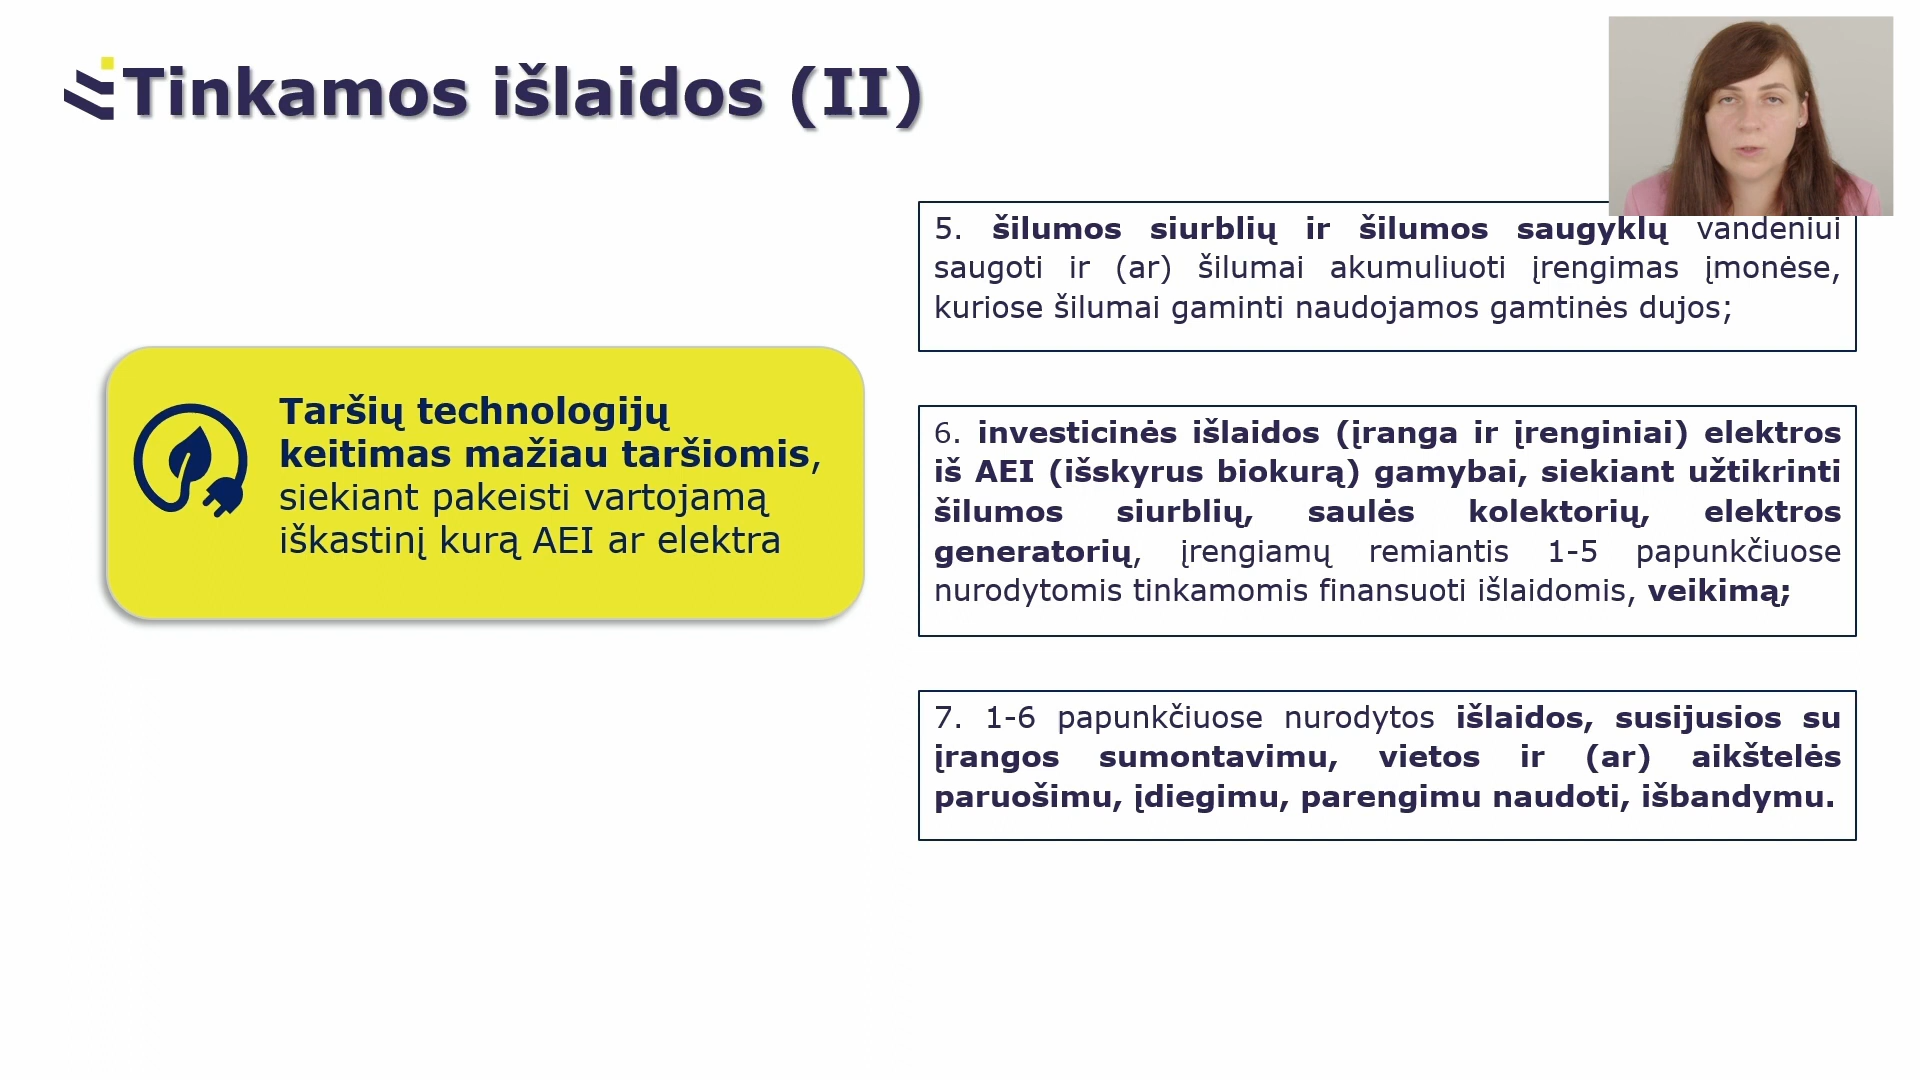 Tinkamos išlaidos (II)
Taršių technologijų
keitimas mažiau taršiomis,
siekiant pakeisti vartojamą
iškastinį kurą AEI ar elektra
5. šilumos siurblių ir šilumos saugyklų vandeniui
saugoti ir (ar) šilumai akumuliuoti įrengimas įmonėse,
kuriose šilumai gaminti naudojamos gamtinės dujos;
6. investicinės išlaidos (įranga ir įrenginiai) elektros
iš AEI (išskyrus biokurą) gamybai, siekiant užtikrinti
šilumos siurblių, saulės kolektorių, elektros
generatorių, įrengiamų remiantis 1-5 papunkčiuose
nurodytomis tinkamomis finansuoti išlaidomis, veikimą;
7. 1-6 papunkčiuose nurodytos išlaidos, susijusios su
įrangos sumontavimu, vietos ir (ar) aikštelės
paruošimu, įdiegimu, parengimu naudoti, išbandymu.